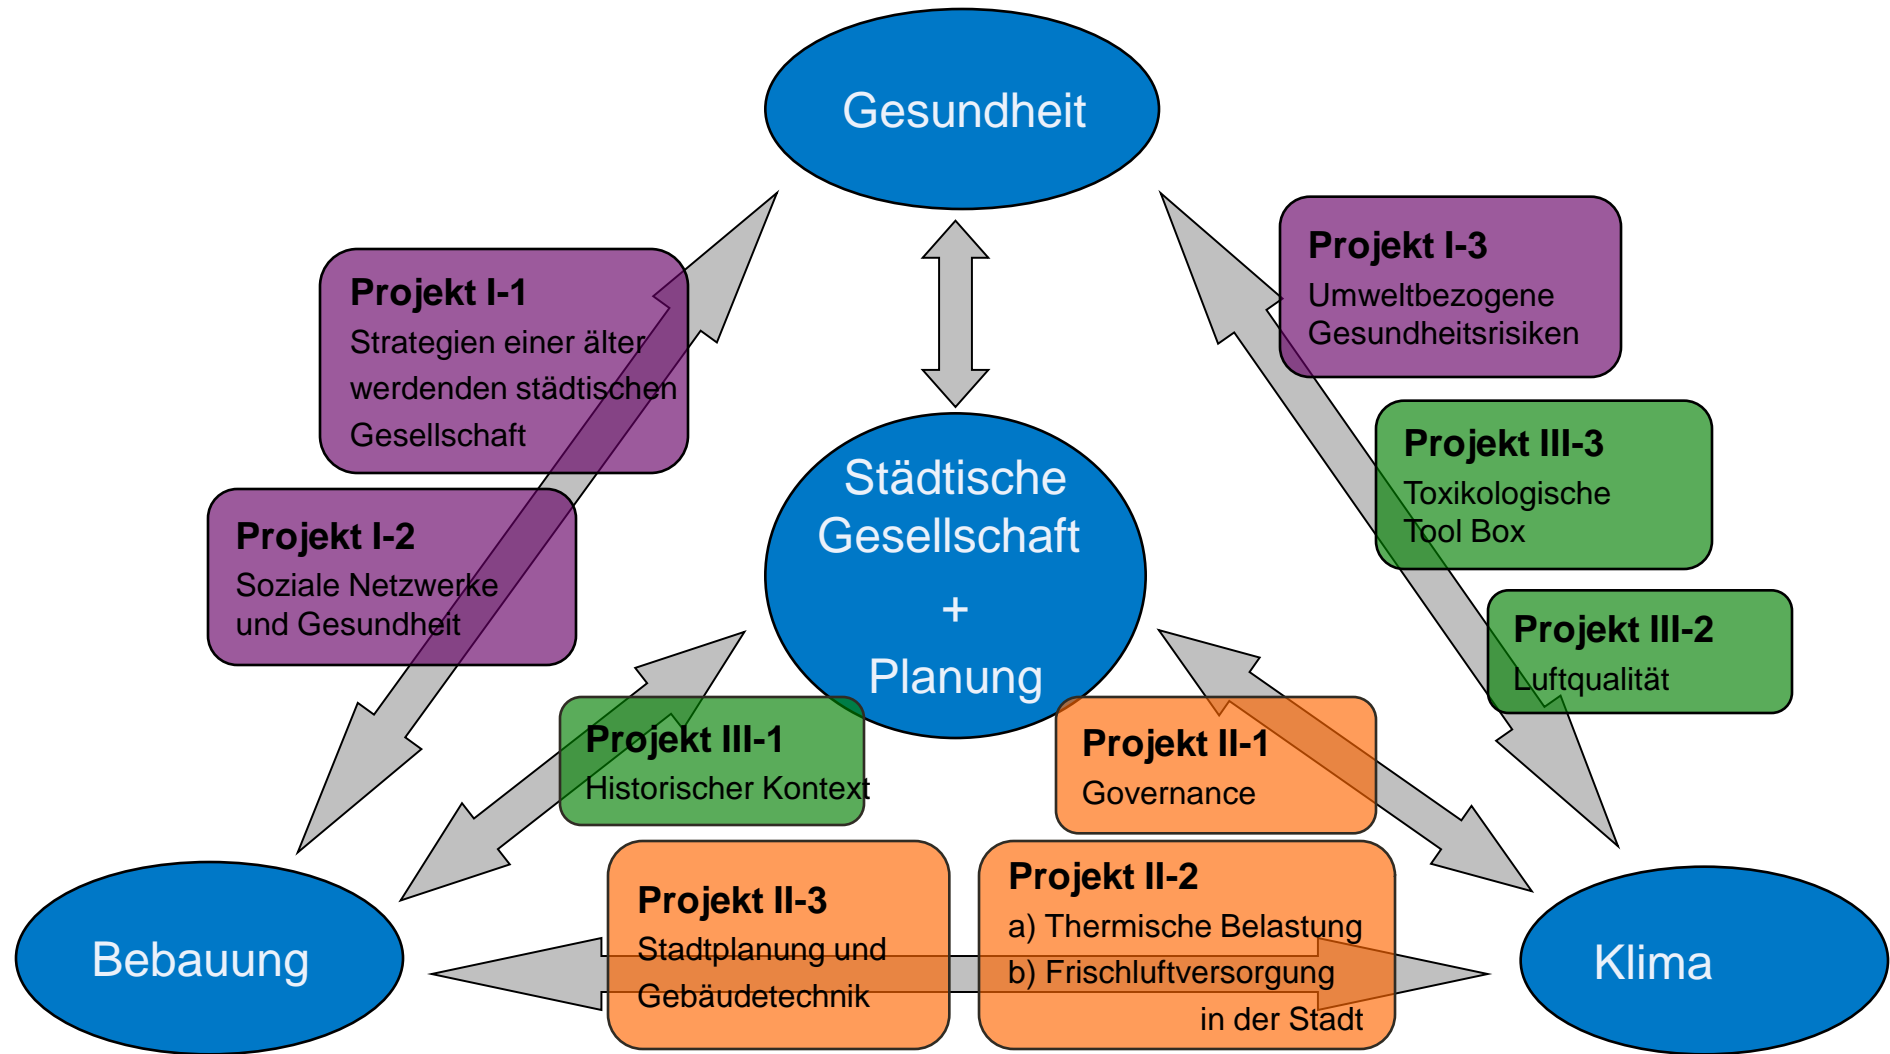 Gesundheit
Projekt I-1
Strategien einer älter
werdenden städtischen
Gesellschaft
Projekt I-3
Umweltbezogene
Gesundheitsrisiken
Projekt I-2
Soziale Netzwerke
und Gesundheit
Städtische
Gesellschaft
+
Planung
Projekt III-3
Toxikologische
Tool Box
Projekt III-2
Luftqualität
Projekt III-1
Historischer Kontext
Projekt II-1
Governance
Bebauung
Projekt II-3
Stadtplanung und
Gebäudetechnik
Projekt II-2
a) Thermische Belastung
b) Frischluftversorgung
in der Stadt
Klima